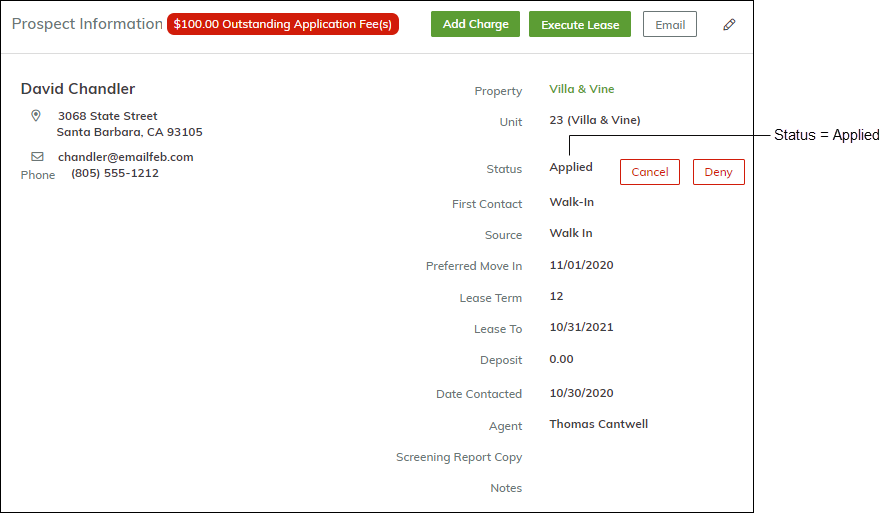 Prospect Information $100.00 Outstanding Application Fee(s) Add Charge Execute Lease Email
David Chandler
3068 State Street
Santa Barbara, CA 93105
chandler@emailfeb.com
Phone (805) 555-1212
Property Villa & Vine
Unit 23 (Villa & Vine)
Status Applied Cancel Deny
Status = Applied
First Contact Walk-In
Source Walk In
Preferred Move In 11/01/2020
Lease Term 12
Lease To 10/31/2021
Deposit 0.00
Date Contacted 10/30/2020
Agent Thomas Cantwell
Screening Report Copy
Notes